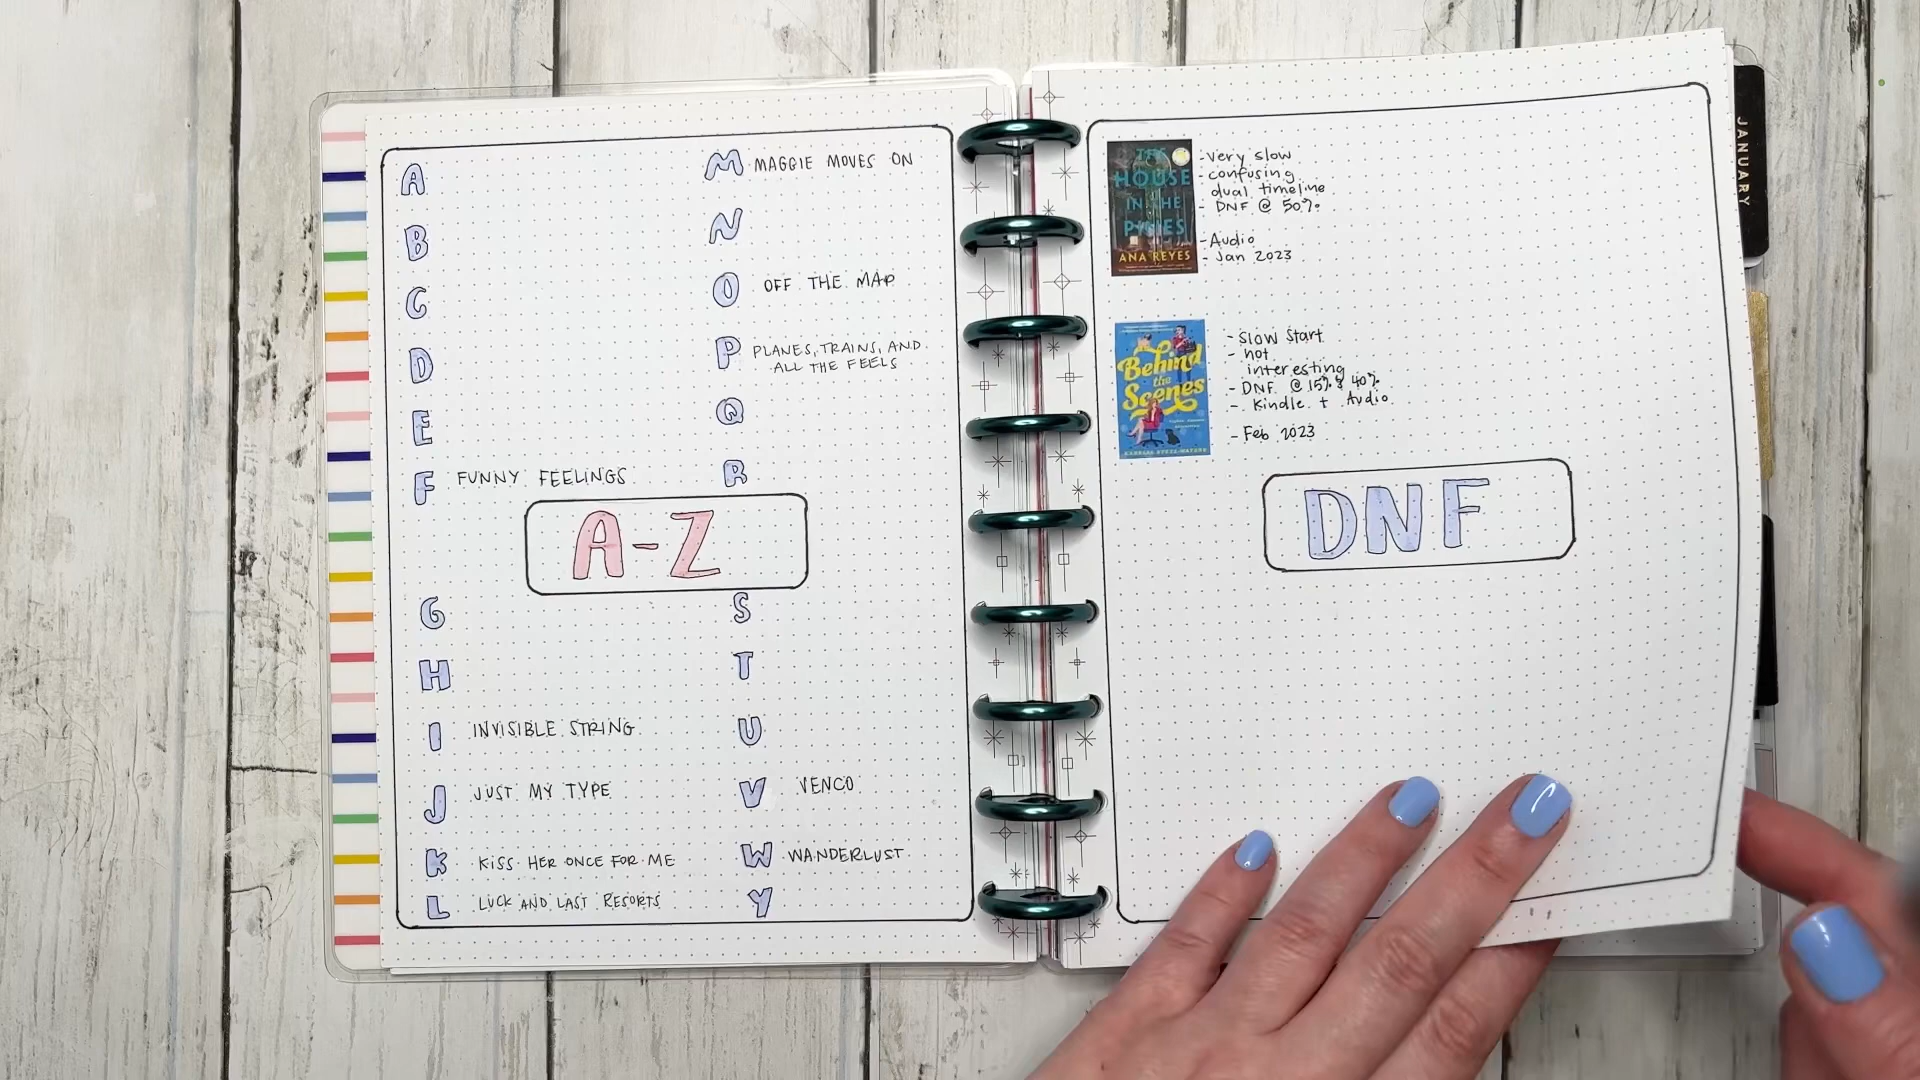 A
B
C
D
E
F FUNNY FEELINGS
A-Z
G
H
I INVISIBLE STRING
J JUST MY TYPE
K KISS HER ONCE FOR ME
L LUCK AND LAST RESORTS
M MAGGIE MOVES ON
N
O OFF THE MAP
P PLANES, TRAINS, AND
ALL THE FEELS
Q
R
S
T
U
V VENCO
W WANDERLUST
Y
THE
HOUSE
IN THE
PINES
ANA REYES
-very slow
-confusing
dual timeline
- DNF @ 50%
-Audio
- Jan 2023
Behind
the
Scenes
- Slow Start
- not
interesting
- DNF @ 15% & 40%
- Kindle + Audio
- Feb 2023
DNF
JANUARY